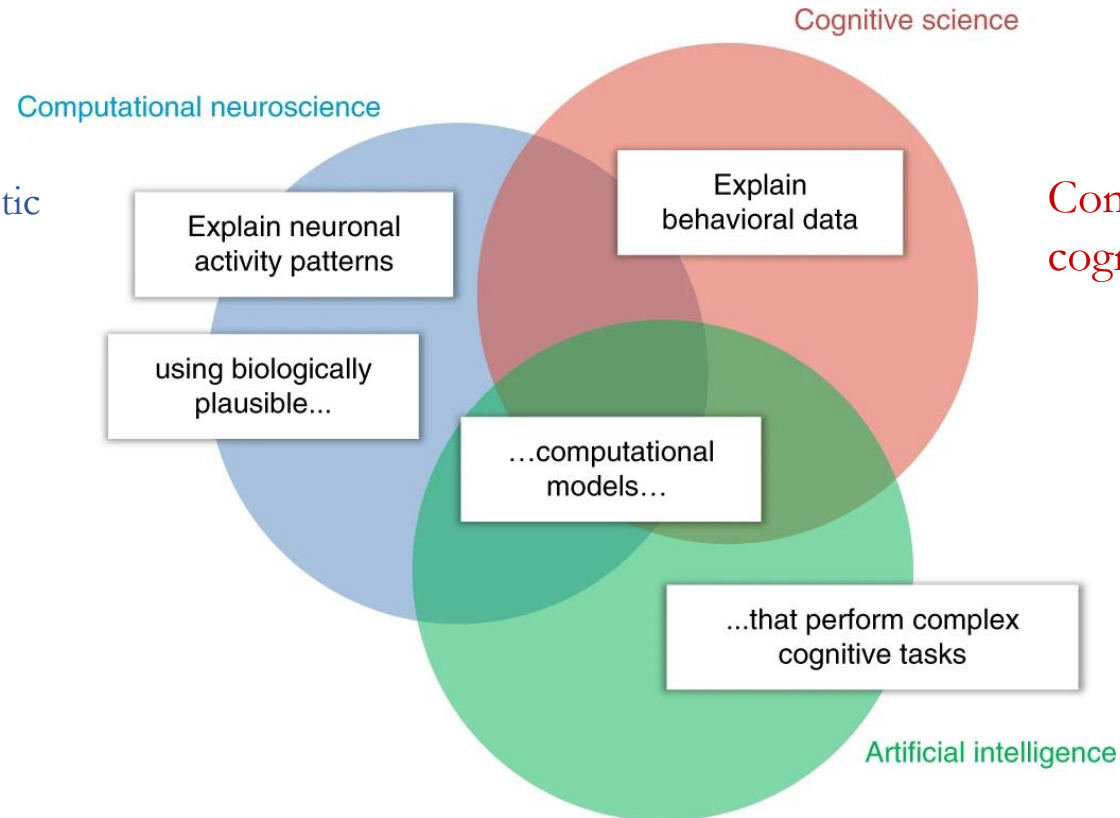 Cognitive science
Computational neuroscience
tic
Explain neuronal
activity patterns
Explain
behavioral data
using biologically
plausible...
…computational
models…
...that perform complex
cognitive tasks
Artificial intelligence